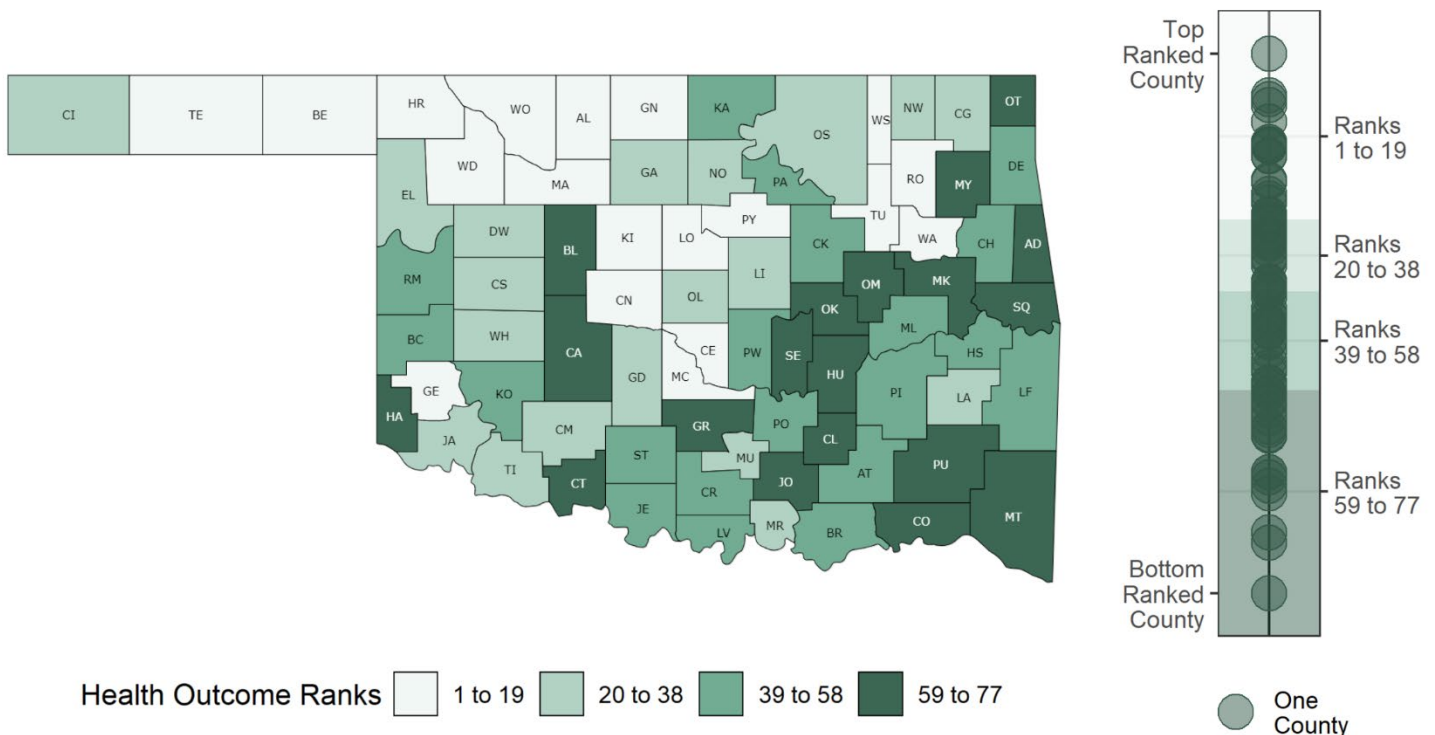 CI
TE
BE
HR
WO
AL
GN
KA
OS
WS
NW
CG
OT
WD
MA
GA
NO
PA
RO
MY
DE
EL
DW
BL
KI
LO
PY
CK
TU
WA
CH
AD
RM
CS
CN
OL
LI
OK
OM
MK
SQ
BC
WH
CA
GD
CE
MC
PW
SE
HU
ML
HS
PI
LA
LF
HA
GE
KO
JA
TI
CM
CT
ST
GR
MU
PO
CL
AT
PU
JE
CR
LV
JO
MR
BR
CO
MT
Top
Ranked
County
Ranks
1 to 19
Ranks
20 to 38
Ranks
39 to 58
Ranks
59 to 77
Bottom
Ranked
County
Health Outcome Ranks 1 to 19 20 to 38 39 to 58 59 to 77
One
County